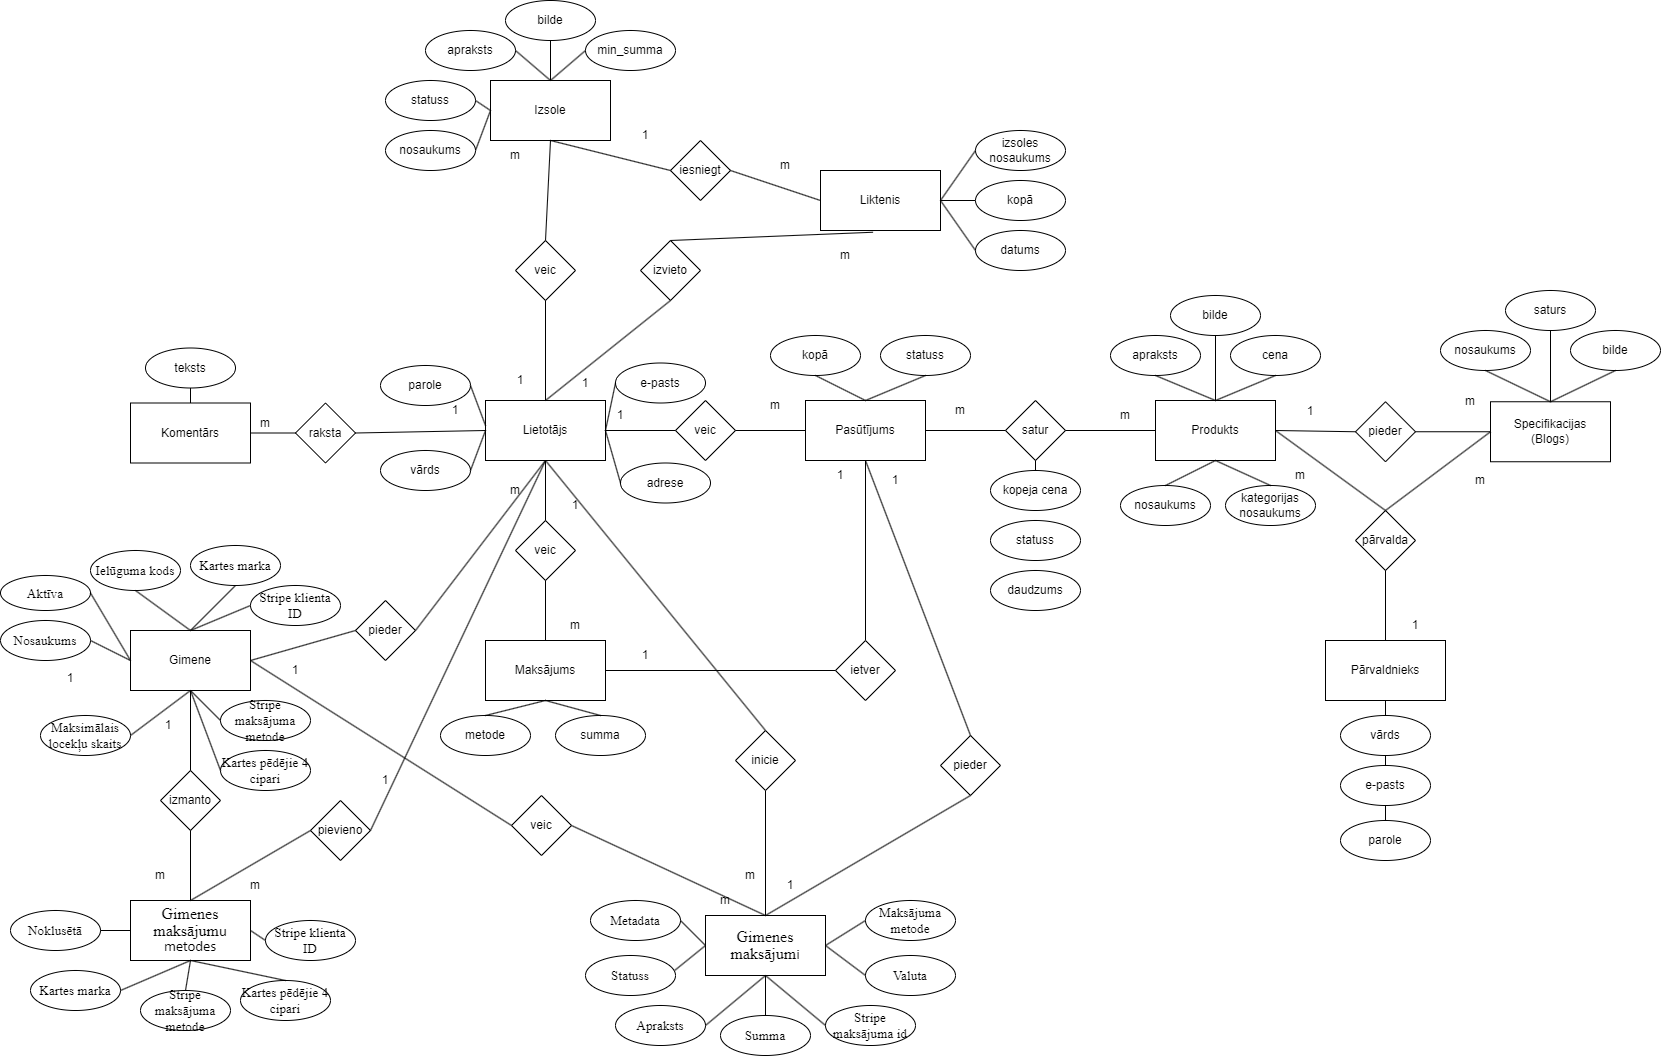 bilde
apraksts
min_summa
statuss
Izsole
nosaukums
1
m
iesniegt
m
izsoles
nosaukums
Liktenis
kopā
datums
m
veic
izvieto
saturs
bilde
nosaukums
bilde
kopā
statuss
apraksts
cena
teksts
parole
e-pasts
1
1
1
1
m
m
m
m
1
m
Komentārs
raksta
Lietotājs
veic
Pasūtījums
satur
Produkts
pieder
Specifikacijas
(Blogs)
vārds
adrese
m
1
1
1
m
m
kopeja cena
nosaukums
kategorijas
nosaukums
statuss
pārvalda
veic
daudzums
Ielūguma kods
Kartes marka
Aktīva
Stripe klienta
ID
Nosaukums
Gimene
pieder
m
1
1
1
1
Maksājums
ietver
Pārvaldnieks
Maksimālais
locekļu skaits
1
Stripe
maksājuma
metode
metode
summa
vārds
Kartes pēdējie 4
cipari
inicie
pieder
1
e-pasts
izmanto
pievieno
veic
parole
m
m
m
1
m
Gimenes
maksājumu
metodes
Noklusētā
Stripe klienta
ID
Metadata
Maksājuma
metode
Gimenes
maksājumi
Statuss
Valuta
Kartes marka
Stripe
maksājuma
metode
Kartes pēdējie 4
cipari
Apraksts
Summa
Stripe
maksājuma id